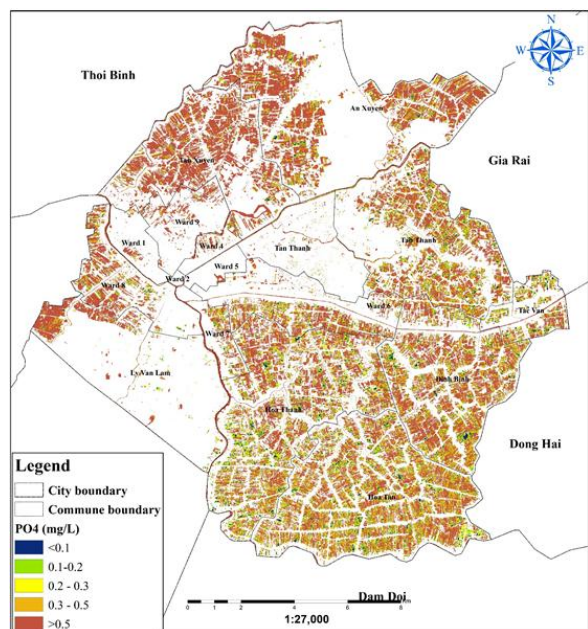 N
W
E
S
Thoi Binh
An Xuyen
Tan Xuyen
Gia Rai
Ward 9
Ward 1
Ward 4
Tan Thanh
Tan Thanh
Ward 5
Ward 2
Ward 8
Ward 6
Tac Van
Ward 7
Ly Van Lam
Dinh Binh
Hoa Thanh
Dong Hai
Hoa Tan
Legend
City boundary
Commune boundary
PO4 (mg/L)
<0.1
0.1-0.2
0.2 - 0.3
0.3 - 0.5
>0.5
Dam Doi
0
2
4
6
8
1:27,000